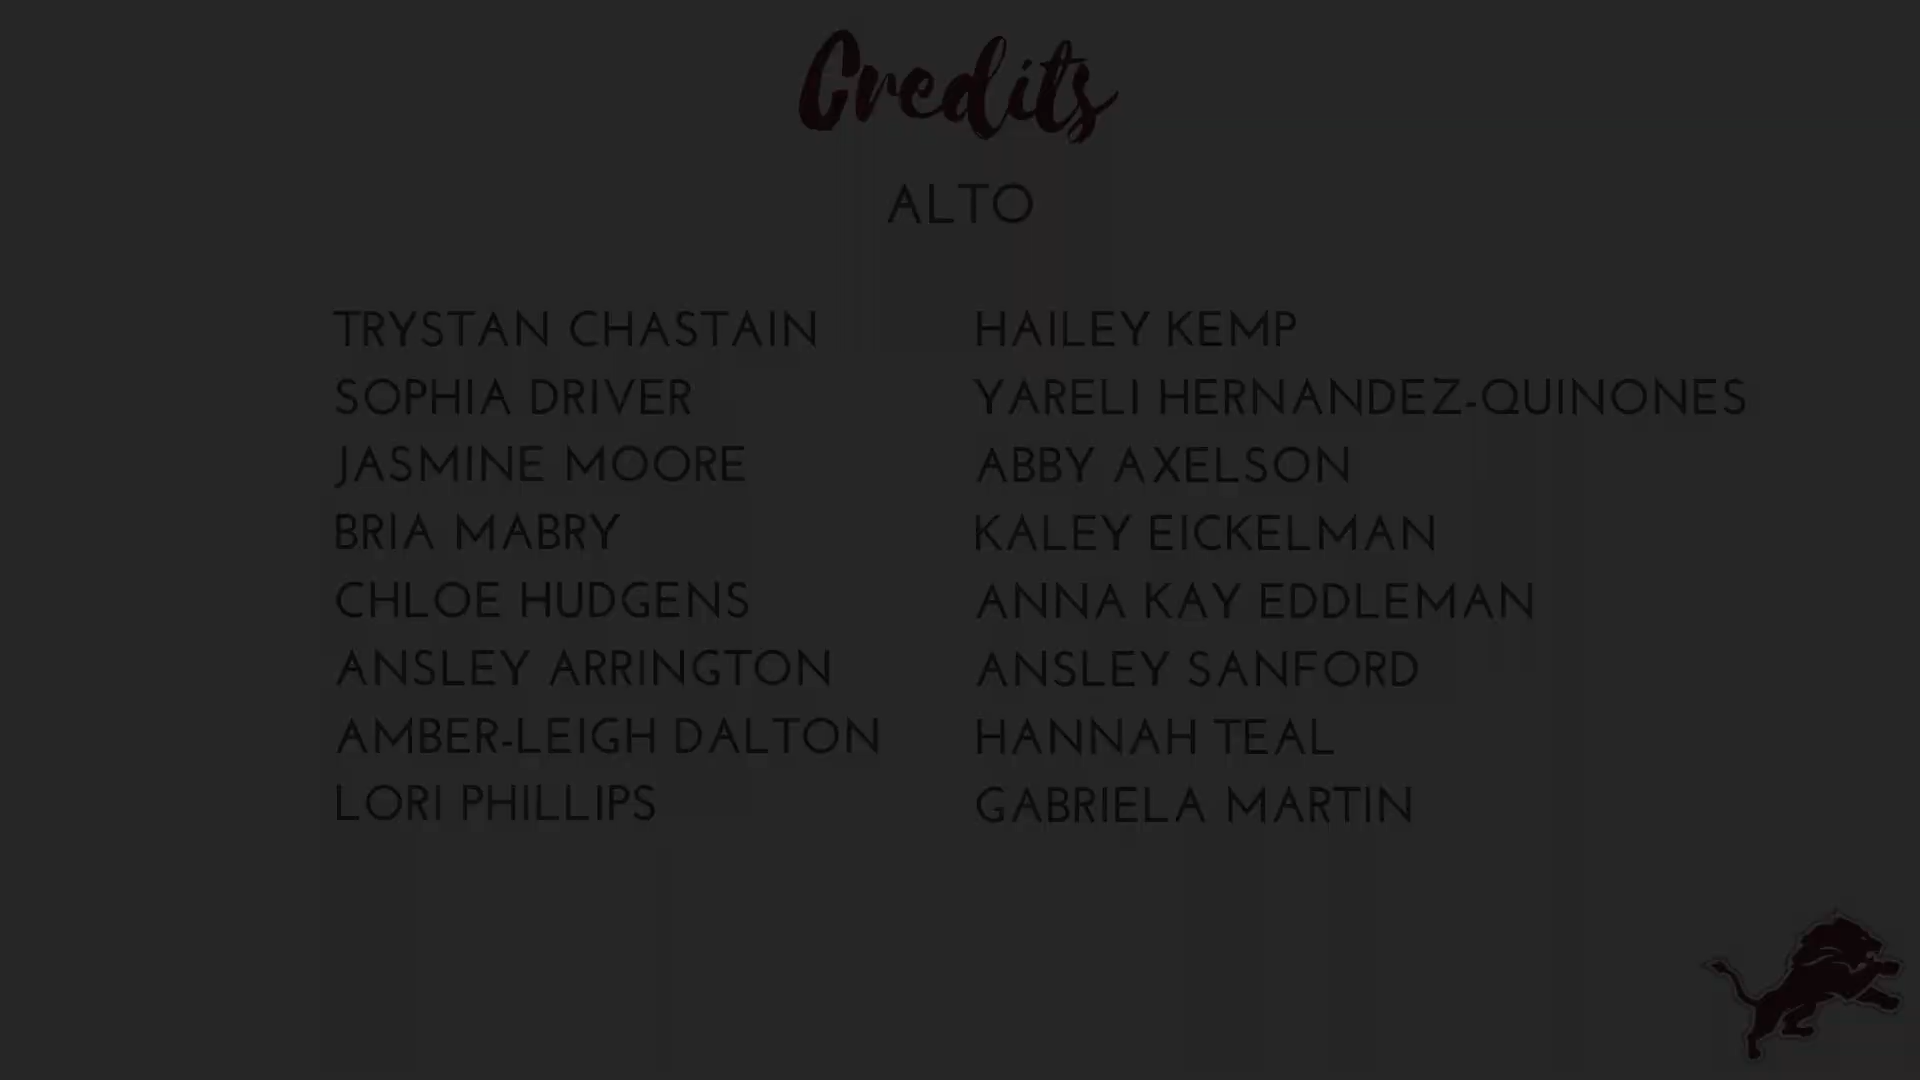 Credits
ALTO
TRYSTAN CHASTAIN
SOPHIA DRIVER
JASMINE MOORE
BRIA MABRY
CHLOE HUDGENS
ANSLEY ARRINGTON
AMBER-LEIGH DALTON
LORI PHILLIPS
HAILEY KEMP
YARELI HERNANDEZ-QUINONES
ABBY AXELSON
KALEY EICKELMAN
ANNA KAY EDDLEMAN
ANSLEY SANFORD
HANNAH TEAL
GABRIELA MARTIN